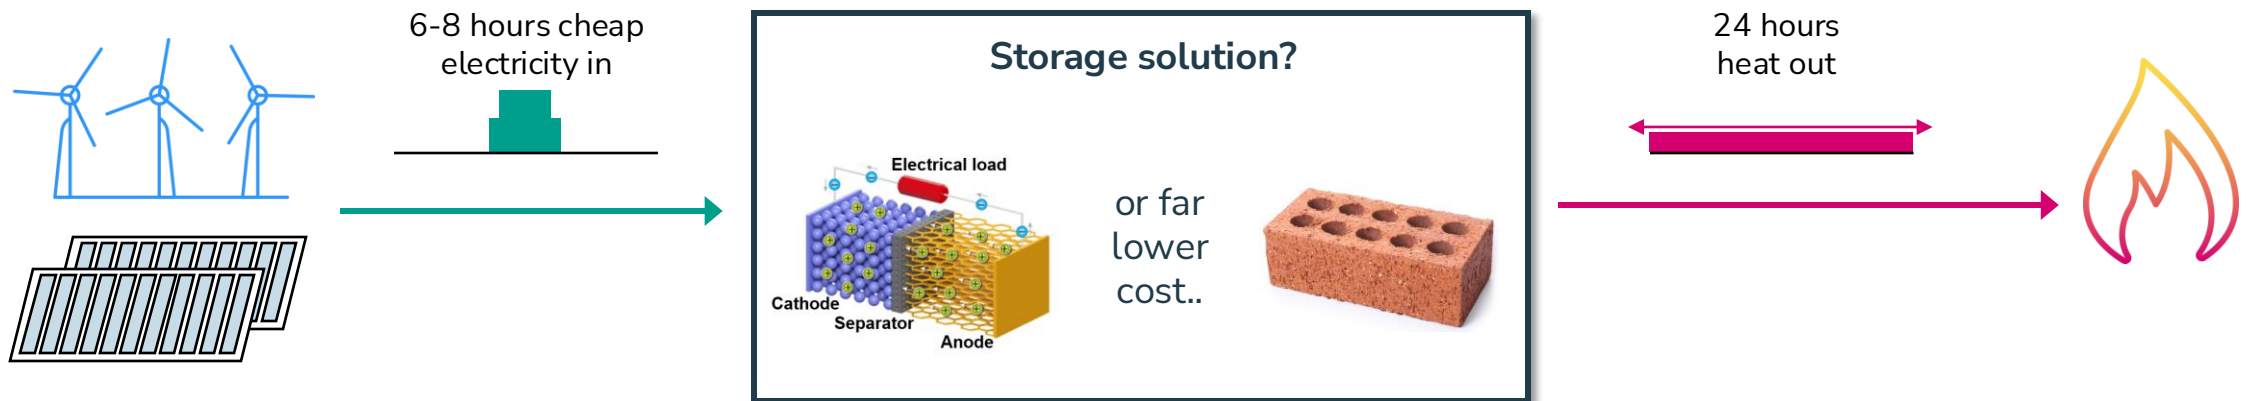 6-8 hours cheap
electricity in
Storage solution?
Electrical load
Cathode
Separator
Anode
or far
lower
cost..
24 hours
heat out